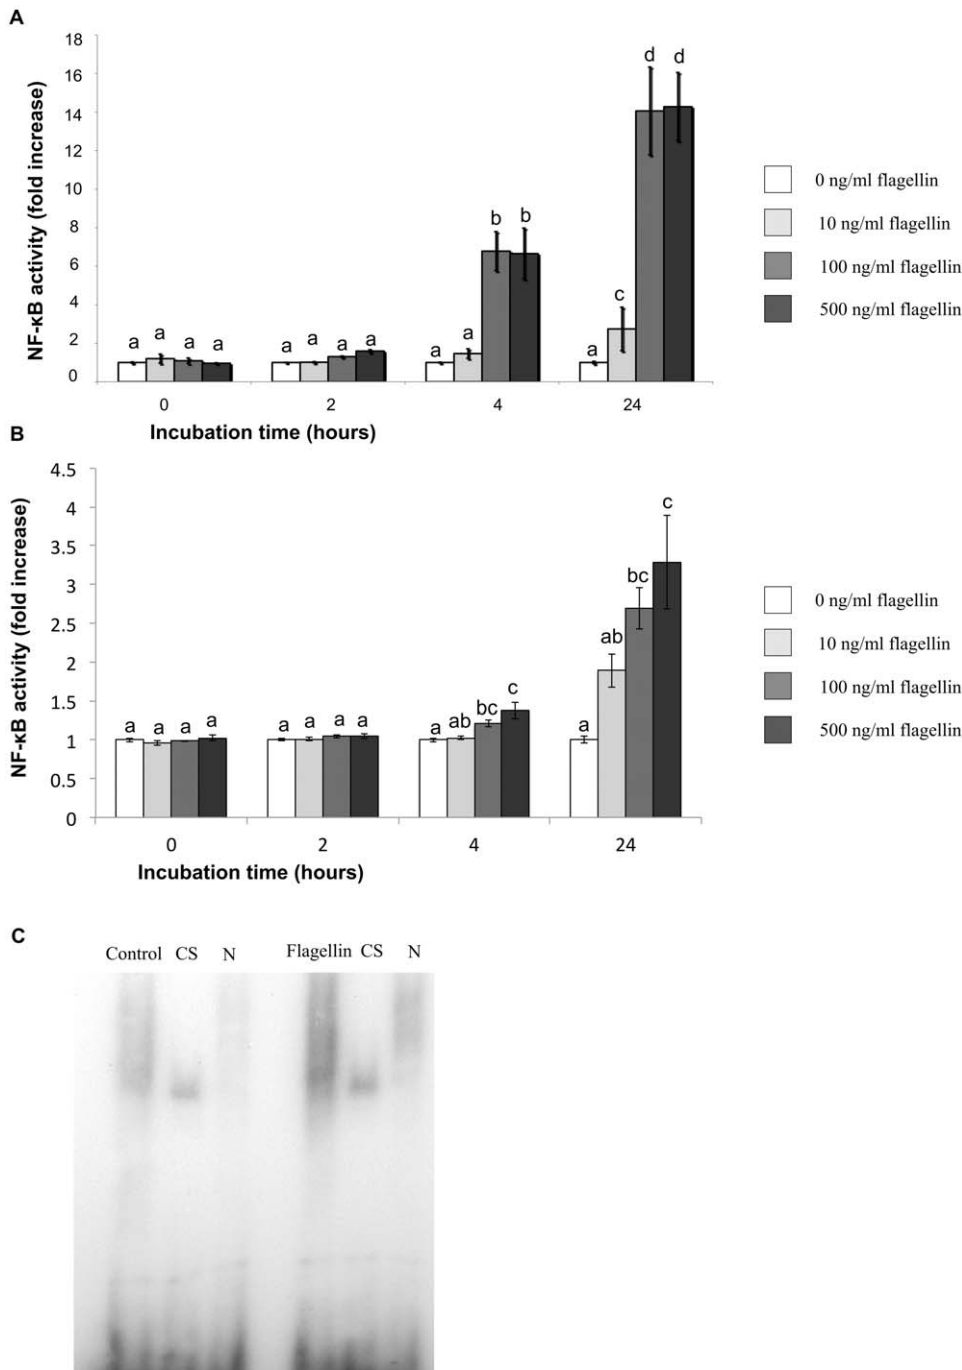 A
NF-κB activity (fold increase)
18
16
14
12
10
8
6
4
2
0
a a a a
a a a a
a a b b
a c d d
0 2 4 24
Incubation time (hours)
0 ng/ml flagellin
10 ng/ml flagellin
100 ng/ml flagellin
500 ng/ml flagellin
B
NF-κB activity (fold increase)
4.5
4
3.5
3
2.5
2
1.5
1
0.5
0
a a a a
a a a a
a ab bc c
a ab bc c
0 2 4 24
Incubation time (hours)
0 ng/ml flagellin
10 ng/ml flagellin
100 ng/ml flagellin
500 ng/ml flagellin
C
Control CS N Flagellin CS N